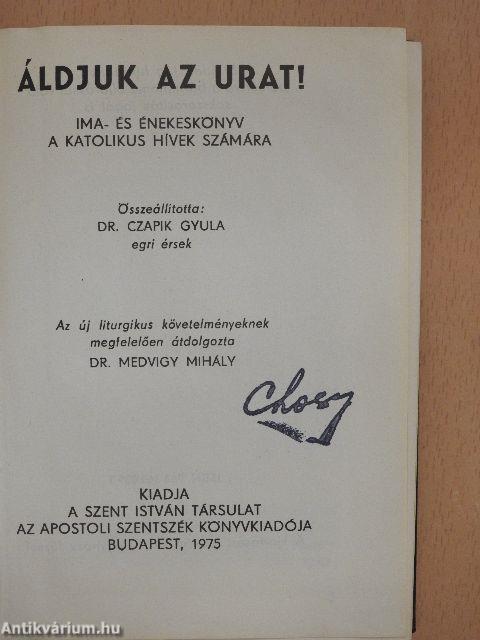 ÁLDJUK AZ URAT!
IMA- ÉS ÉNEKESKÖNYV
A KATOLIKUS HÍVEK SZÁMÁRA
Összeállította:
DR. CZAPIK GYULA
egri érsek
Az új liturgikus követelményeknek
megfelelően átdolgozta
DR. MEDVIGY MIHÁLY
KIADJA
A SZENT ISTVÁN TÁRSULAT
AZ APOSTOLI SZENTSZÉK KÖNYVKIADÓJA
BUDAPEST, 1975
Antikvárium.hu